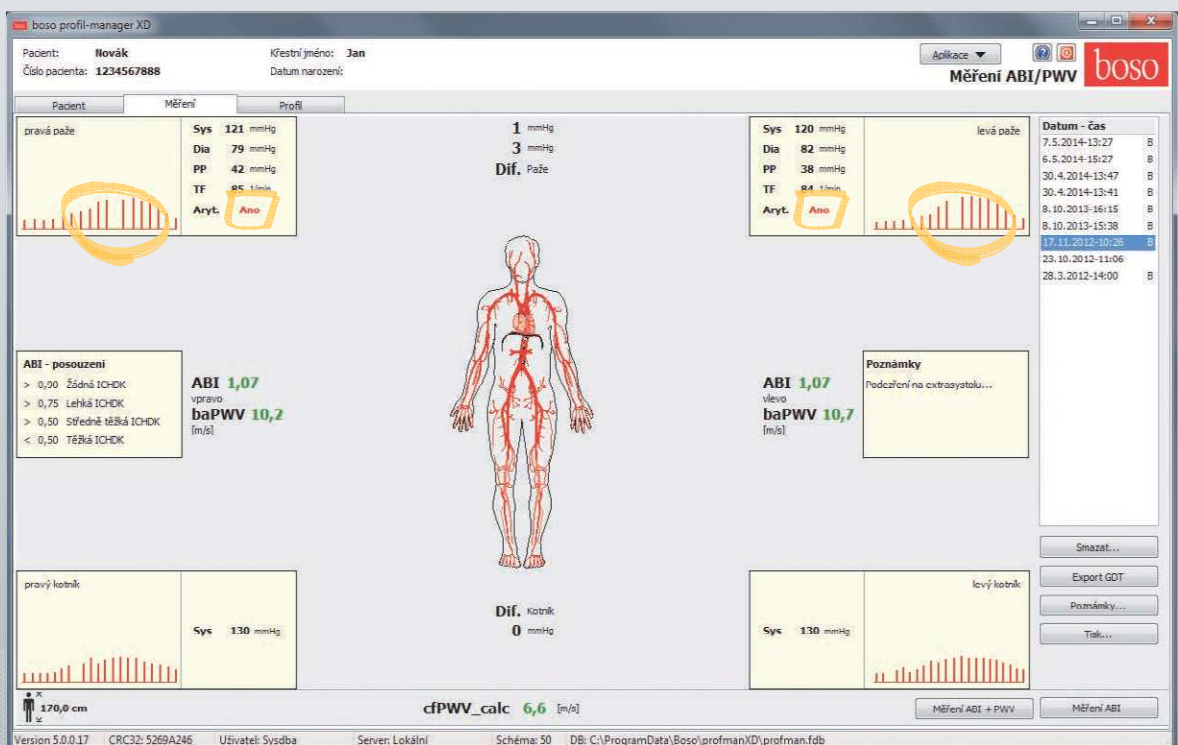 boso profil-manager XD
Pacient: Novák Křestní jméno: Jan
Číslo pacienta: 1234567888 Datum narození:
Aplikace
Měření ABI/PWV
boso
Pacient Měření Profil
pravá paže
Sys 121 mmHg
Dia 79 mmHg
PP 42 mmHg
TF 85 1/min
Aryt. Ano
1 mmHg
3 mmHg
Dif. Paže
Sys 120 mmHg
Dia 82 mmHg
PP 38 mmHg
TF 84 1/min
Aryt. Ano
levá paže
Datum - čas
7.5.2014-13:27 B
6.5.2014-15:27 B
30.4.2014-13:47 B
30.4.2014-13:41 B
8.10.2013-16:15 B
8.10.2013-15:38 B
17.11.2012-10:26 B
23.10.2012-11:06
28.3.2012-14:00 B
ABI - posouzení
> 0,90 Žádná ICHDK
> 0,75 Lehká ICHDK
> 0,50 Středně těžká ICHDK
< 0,50 Těžká ICHDK
ABI 1,07
vpravo
baPWV 10,2
[m/s]
ABI 1,07
vlevo
baPWV 10,7
[m/s]
Poznámky
Podezření na extrasystolu...
Smazat...
Export GDT
Poznámky...
Tisk...
pravý kotník
Sys 130 mmHg
Dif. Kotník
0 mmHg
Sys 130 mmHg
levý kotník
170,0 cm
cfPWV_calc 6,6 [m/s]
Měření ABI + PWV
Měření ABI
Version 5.0.0.17 CRC32: 5269A246 Uživatel: Sysdba Server: Lokální Schéma: 50 DB: C:\ProgramData\Boso\profmanXD\profman.fdb